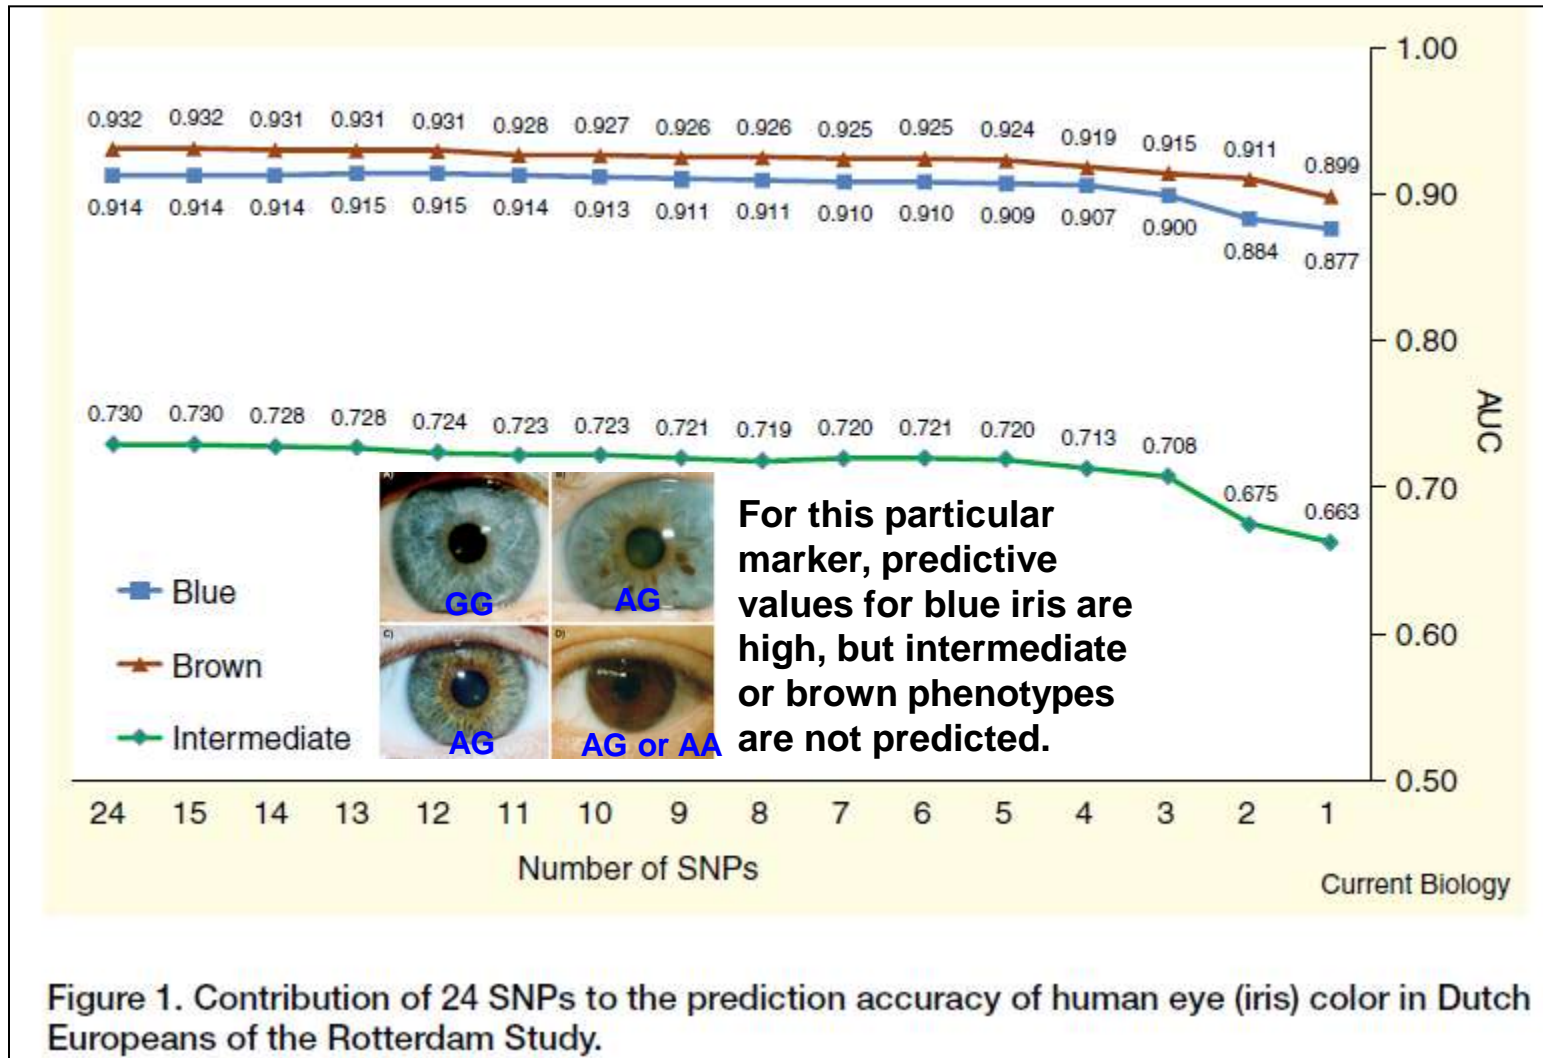 1.00
0.932 0.932 0.931 0.931 0.931 0.928 0.927 0.926 0.926 0.925 0.925 0.924 0.919 0.915 0.911 0.899
0.90
0.914 0.914 0.914 0.915 0.915 0.914 0.913 0.911 0.911 0.910 0.910 0.909 0.907 0.900 0.884 0.877
0.80
AUC
0.730 0.730 0.728 0.728 0.724 0.723 0.723 0.721 0.719 0.720 0.721 0.720 0.713 0.708 0.675 0.663
0.70
A)
B)
GG
AG
C)
D)
AG
AG or AA
For this particular
marker, predictive
values for blue iris are
high, but intermediate
or brown phenotypes
are not predicted.
Blue
Brown
Intermediate
0.60
0.50
24 15 14 13 12 11 10 9 8 7 6 5 4 3 2 1
Number of SNPs
Current Biology
Figure 1. Contribution of 24 SNPs to the prediction accuracy of human eye (iris) color in Dutch
Europeans of the Rotterdam Study.